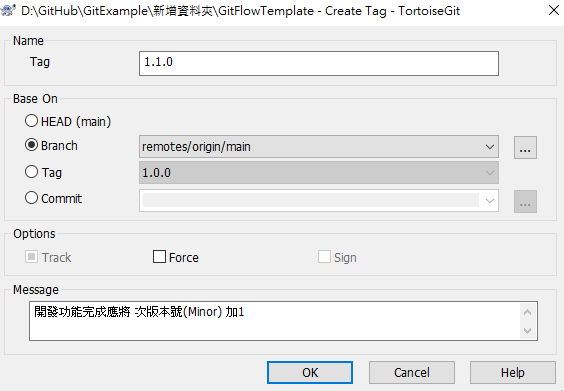 D:\GitHub\GitExample\新增資料夾\GitFlowTemplate - Create Tag - TortoiseGit
Name
Tag 1.1.0
Base On
HEAD (main)
Branch remotes/origin/main ...
Tag 1.0.0
Commit ...
Options
Track Force Sign
Message
開發功能完成應將 次版本號(Minor) 加1
OK Cancel Help